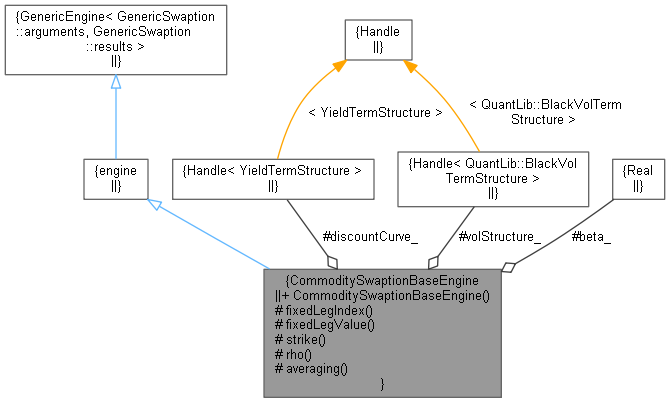 {GenericEngine< GenericSwaption
::arguments, GenericSwaption
::results >
||}
{Handle
||}
< YieldTermStructure >
< QuantLib::BlackVolTerm
Structure >
{engine
||}
{Handle< YieldTermStructure >
||}
{Handle< QuantLib::BlackVol
TermStructure >
||}
{Real
||}
#discountCurve_
#volStructure_
#beta_
{CommoditySwaptionBaseEngine
||+ CommoditySwaptionBaseEngine()
# fixedLegIndex()
# fixedLegValue()
# strike()
# rho()
# averaging()
}